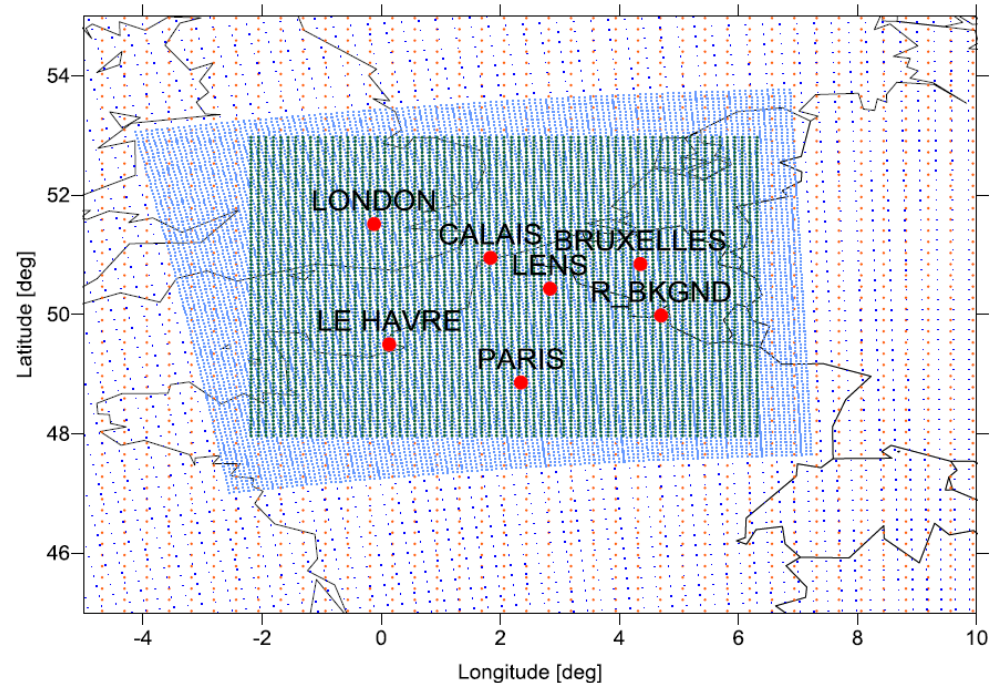 54
52
50
48
46
Latitude [deg]
LONDON
CALAIS
BRUXELLES
LENS
R. BKGND
LE HAVRE
PARIS
-4
-2
0
2
4
6
8
10
Longitude [deg]